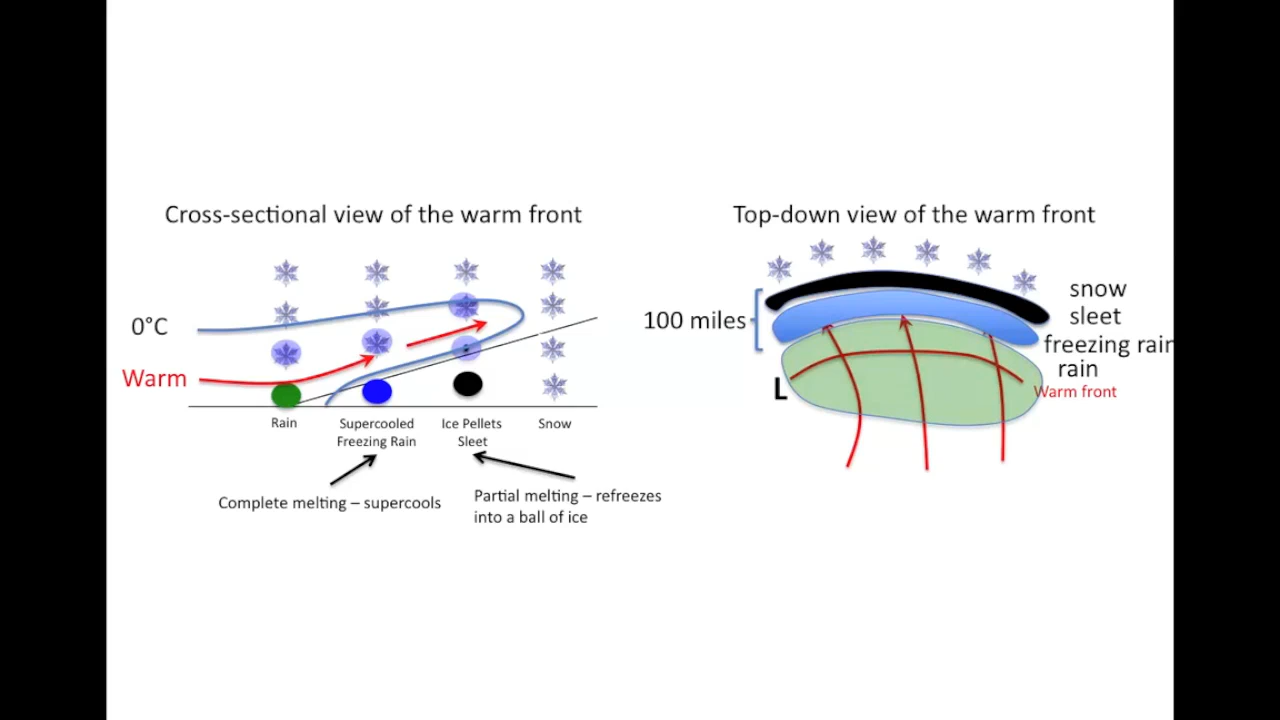 Cross-sectional view of the warm front
0°C
Warm
Rain
Supercooled
Freezing Rain
Ice Pellets
Sleet
Snow
Complete melting – supercools
Partial melting – refreezes
into a ball of ice
Top-down view of the warm front
100 miles
L
snow
sleet
freezing rain
rain
Warm front